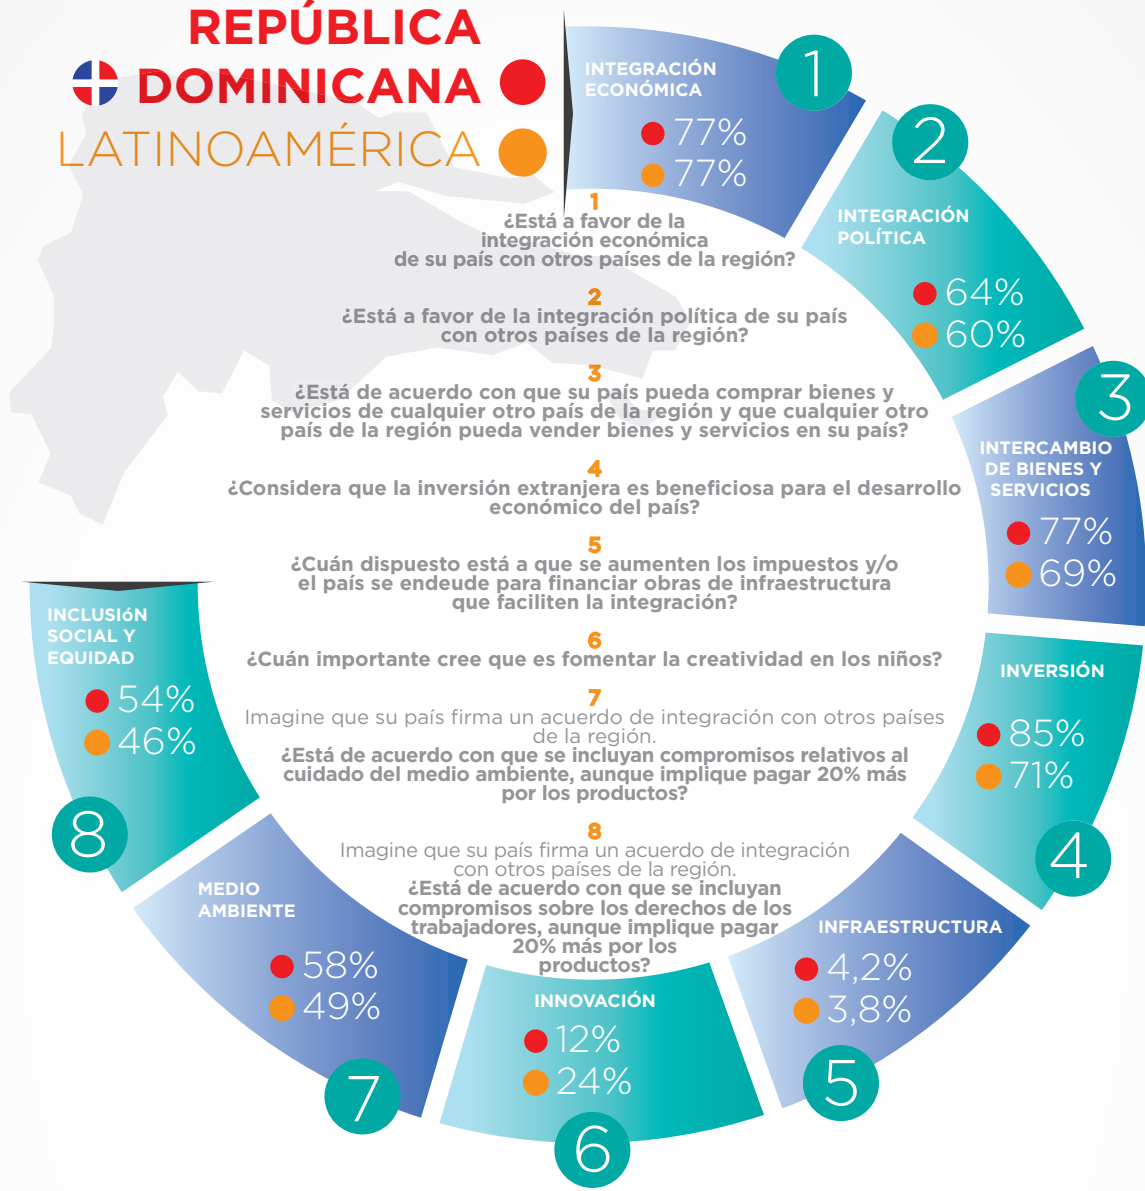 REPÚBLICA
DOMINICANA
LATINOAMÉRICA
INTEGRACIÓN
ECONÓMICA
77%
77%
1
INTEGRACIÓN
POLÍTICA
64%
60%
2
INTERCAMBIO
DE BIENES Y
SERVICIOS
77%
69%
3
INVERSIÓN
85%
71%
4
INFRAESTRUCTURA
4,2%
3,8%
5
INNOVACIÓN
12%
24%
6
MEDIO
AMBIENTE
58%
49%
7
INCLUSIóN
SOCIAL Y
EQUIDAD
54%
46%
8
1
¿Está a favor de la
integración económica
de su país con otros países de la región?
2
¿Está a favor de la integración política de su país
con otros países de la región?
3
¿Está de acuerdo con que su país pueda comprar bienes y
servicios de cualquier otro país de la región y que cualquier otro
país de la región pueda vender bienes y servicios en su país?
4
¿Considera que la inversión extranjera es beneficiosa para el desarrollo
económico del país?
5
¿Cuán dispuesto está a que se aumenten los impuestos y/o
el país se endeude para financiar obras de infraestructura
que faciliten la integración?
6
¿Cuán importante cree que es fomentar la creatividad en los niños?
7
Imagine que su país firma un acuerdo de integración con otros países
de la región.
¿Está de acuerdo con que se incluyan compromisos relativos al
cuidado del medio ambiente, aunque implique pagar 20% más
por los productos?
8
Imagine que su país firma un acuerdo de integración
con otros países de la región.
¿Está de acuerdo con que se incluyan
compromisos sobre los derechos de los
trabajadores, aunque implique pagar
20% más por los
productos?